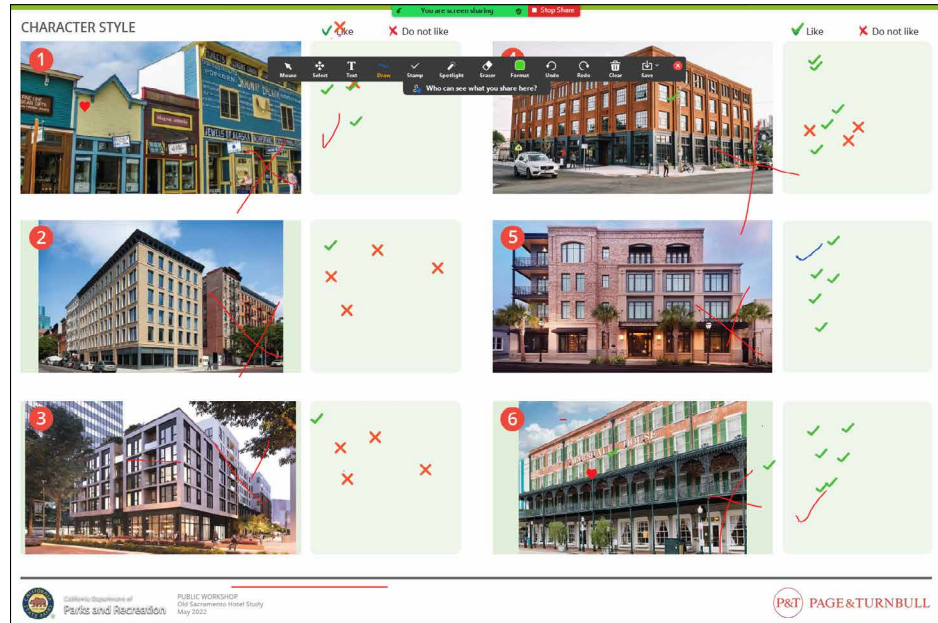 You are screen sharing
Stop Share
CHARACTER STYLE
Like
Do not like
Like
Do not like
Mouse
Select
Text
Draw
Stamp
Spotlight
Eraser
Format
Undo
Redo
Clear
Save
Who can see what you share here?
1
4
2
5
3
6
HOUSE
California Department of
Parks and Recreation
PUBLIC WORKSHOP
Old Sacramento Hotel Study
May 2022
P&T
PAGE&TURNBULL